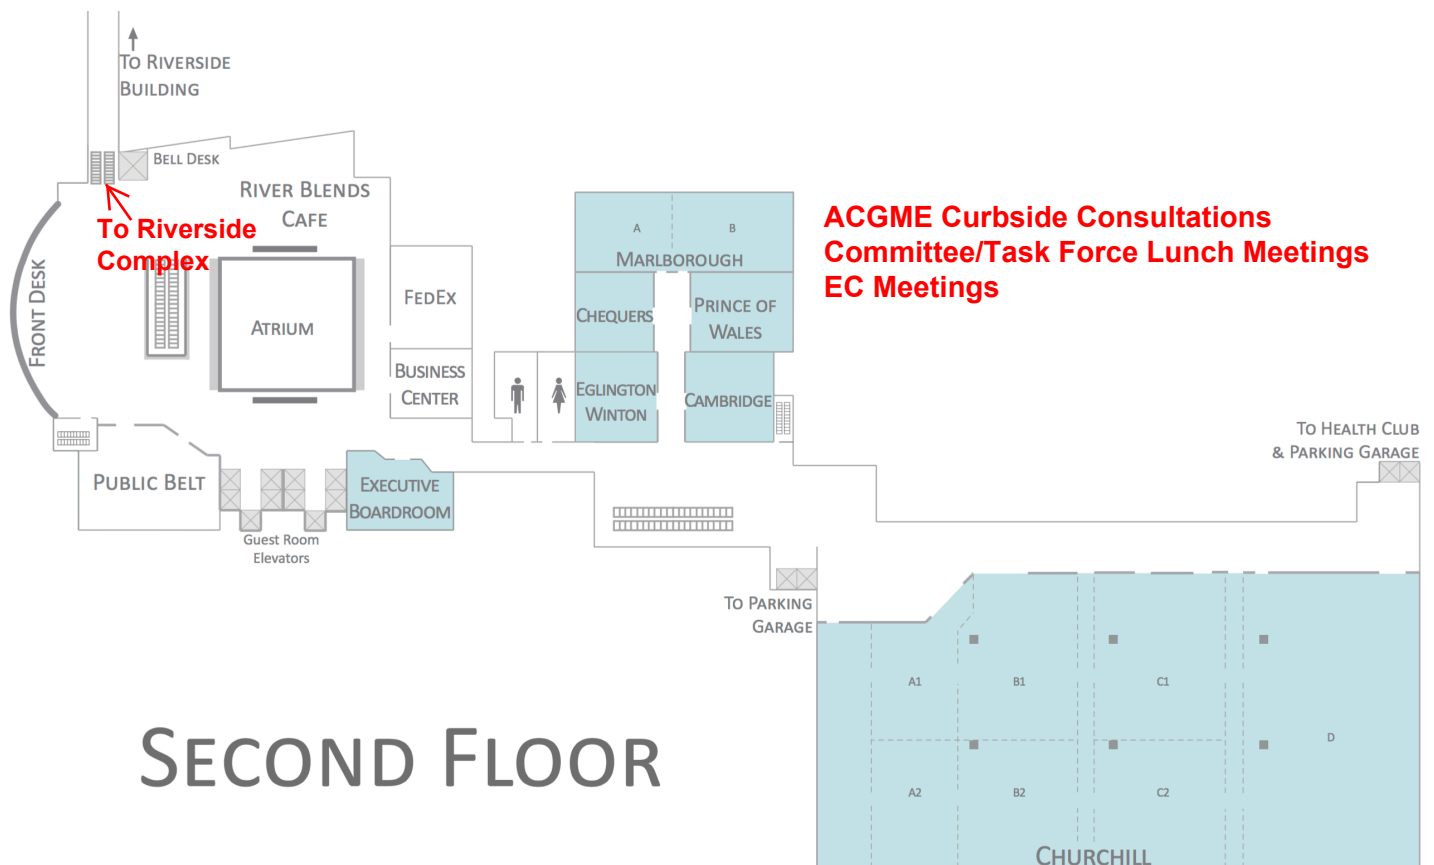 To Riverside
Building
Bell Desk
River Blends
Cafe
To Riverside
Complex
Front Desk
Atrium
FedEx
Business
Center
A
B
Marlborough
Chequers
Prince of
Wales
Eglington
Winton
Cambridge
ACGME Curbside Consultations
Committee/Task Force Lunch Meetings
EC Meetings
Public Belt
Executive
Boardroom
Guest Room
Elevators
To Health Club
& Parking Garage
To Parking
Garage
A1
B1
C1
D
A2
B2
C2
Churchill
Second Floor